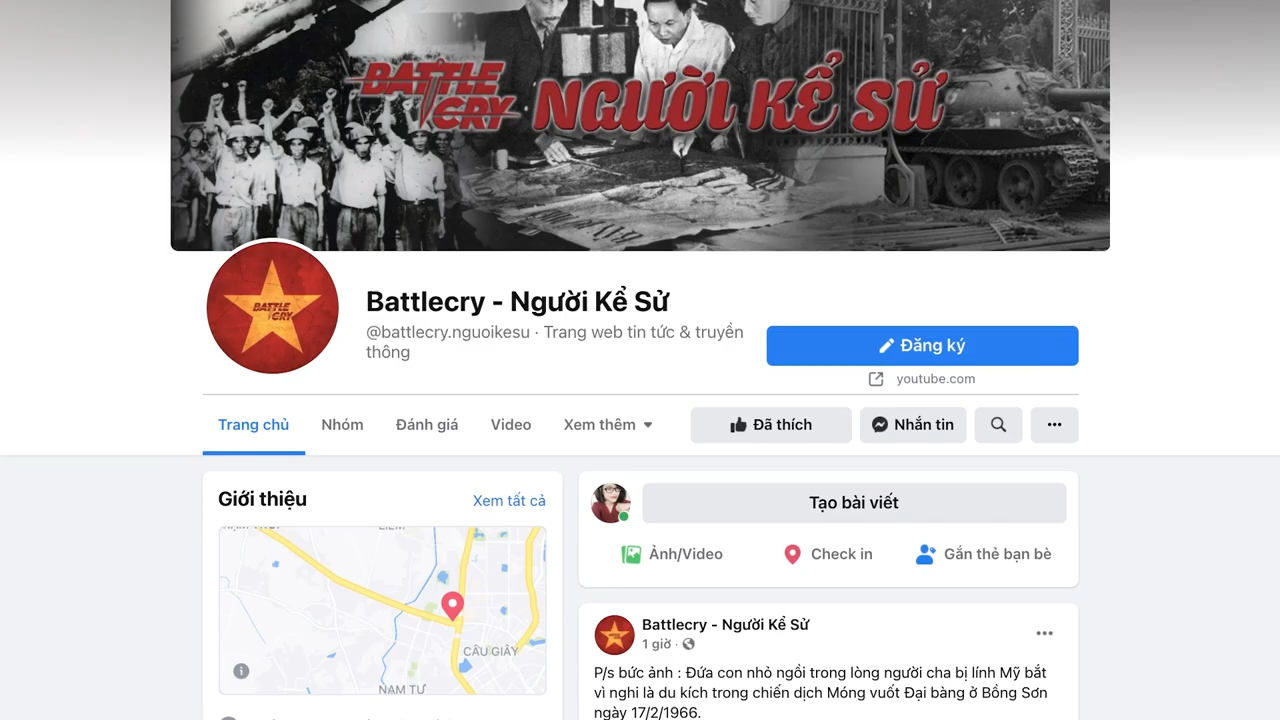 BATTLE
CRY
NGƯỜI KỂ SỬ
BATTLE
CRY
Battlecry - Người Kể Sử
@battlecry.nguoikesu · Trang web tin tức & truyền
thông
Đăng ký
youtube.com
Trang chủ
Nhóm
Đánh giá
Video
Xem thêm
Đã thích
Nhắn tin
Giới thiệu
Xem tất cả
LIÊM
CẦU GIẤY
NAM TỪ
Tạo bài viết
Ảnh/Video
Check in
Gắn thẻ bạn bè
Battlecry - Người Kể Sử
1 giờ ·
P/s bức ảnh : Đứa con nhỏ ngồi trong lòng người cha bị lính Mỹ bắt
vì nghi là du kích trong chiến dịch Móng vuốt Đại bàng ở Bồng Sơn
ngày 17/2/1966.